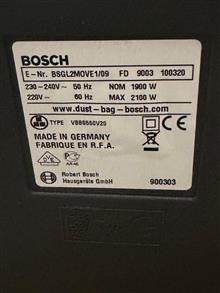 BOSCH
E-Nr. BSGL2MOVE1/09 FD 9003 100320
230-240V~ 50 Hz NOM 1900 W
220V~ 60 Hz MAX 2100 W
www.dust-bag-bosch.com
TYPE VBBS550V20
MADE IN GERMANY
FABRIQUE EN R.F.A.
Robert Bosch
Hausgeräte GmbH
AX46
900303